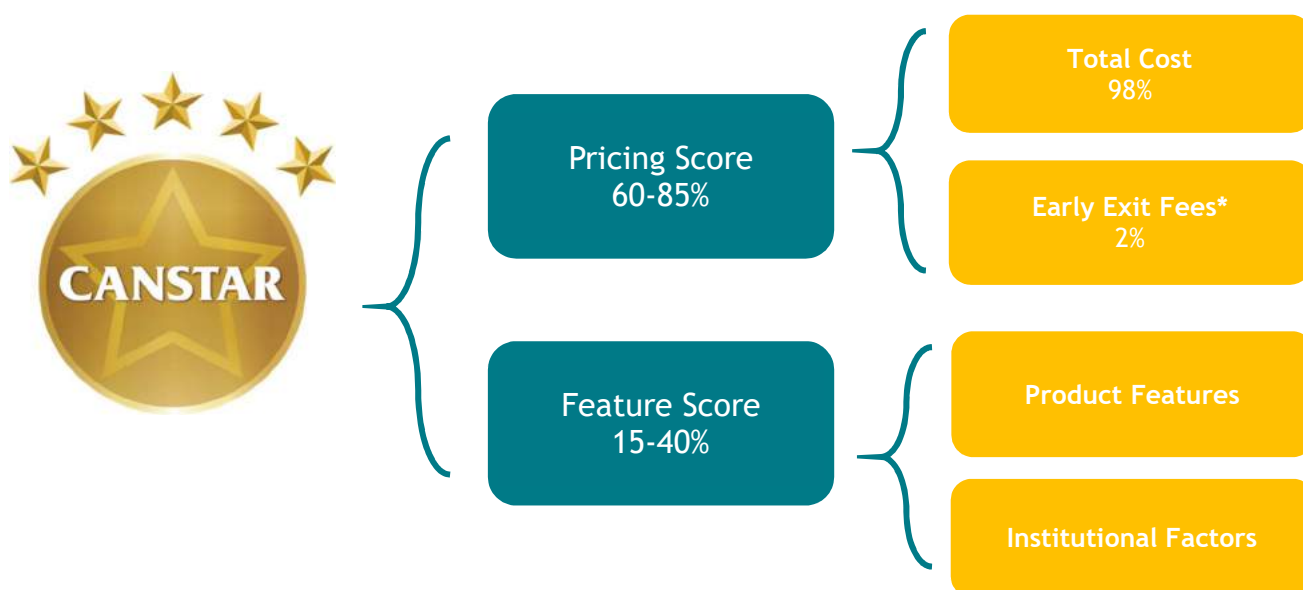 CANSTAR
Pricing Score
60-85%
Total Cost
98%
Early Exit Fees*
2%
Feature Score
15-40%
Product Features
Institutional Factors